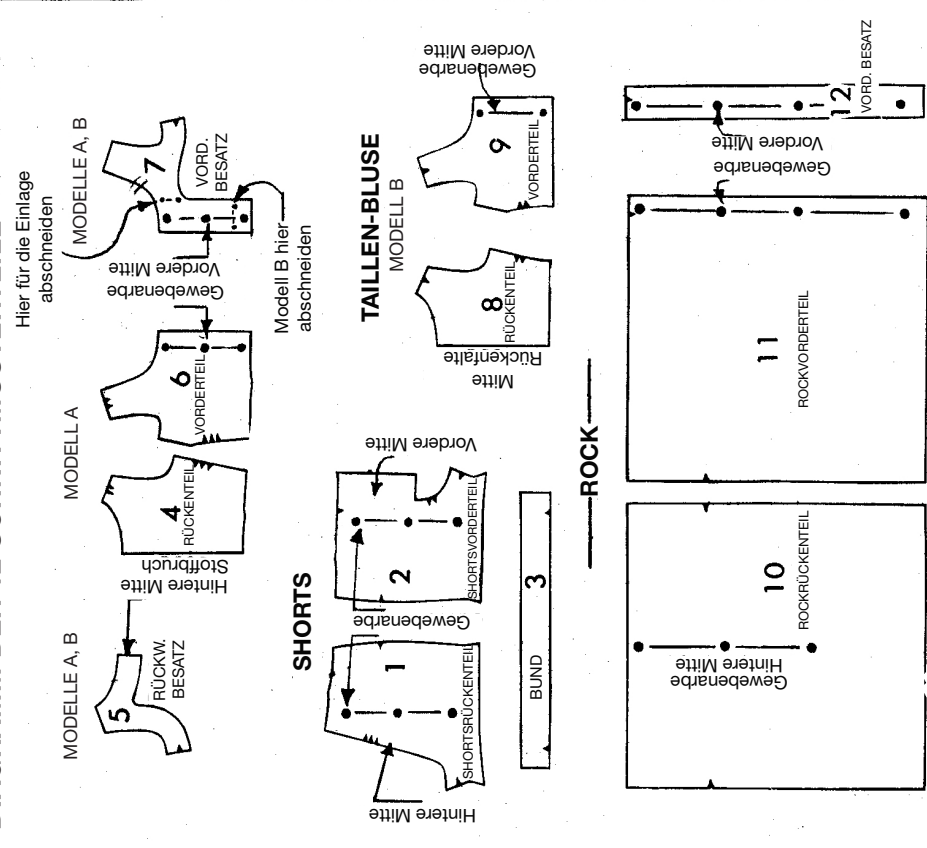 MODELLE A, B
5
RÜCKW.
BESATZ
Hintere Mitte
Stoffbruch
MODELL A
4
RÜCKENTEIL
6
VORDERTEIL
Gewebenarbe
Vordere Mitte
Hier für die Einlage
abschneiden
MODELLE A, B
7
VORD.
BESATZ
Modell B hier
abschneiden
SHORTS
1
SHORTSRÜCKENTEIL
Hintere Mitte
Gewebenarbe
2
SHORTSVORDERTEIL
Vordere Mitte
3
BUND
TAILLEN-BLUSE
MODELL B
8
RÜCKENTEIL
Mitte
Rückenfalte
9
VORDERTEIL
Vordere Mitte
Gewebenarbe
ROCK
10
ROCKRÜCKENTEIL
Gewebenarbe
Hintere Mitte
11
ROCKVORDERTEIL
Gewebenarbe
Vordere Mitte
12
VORD. BESATZ